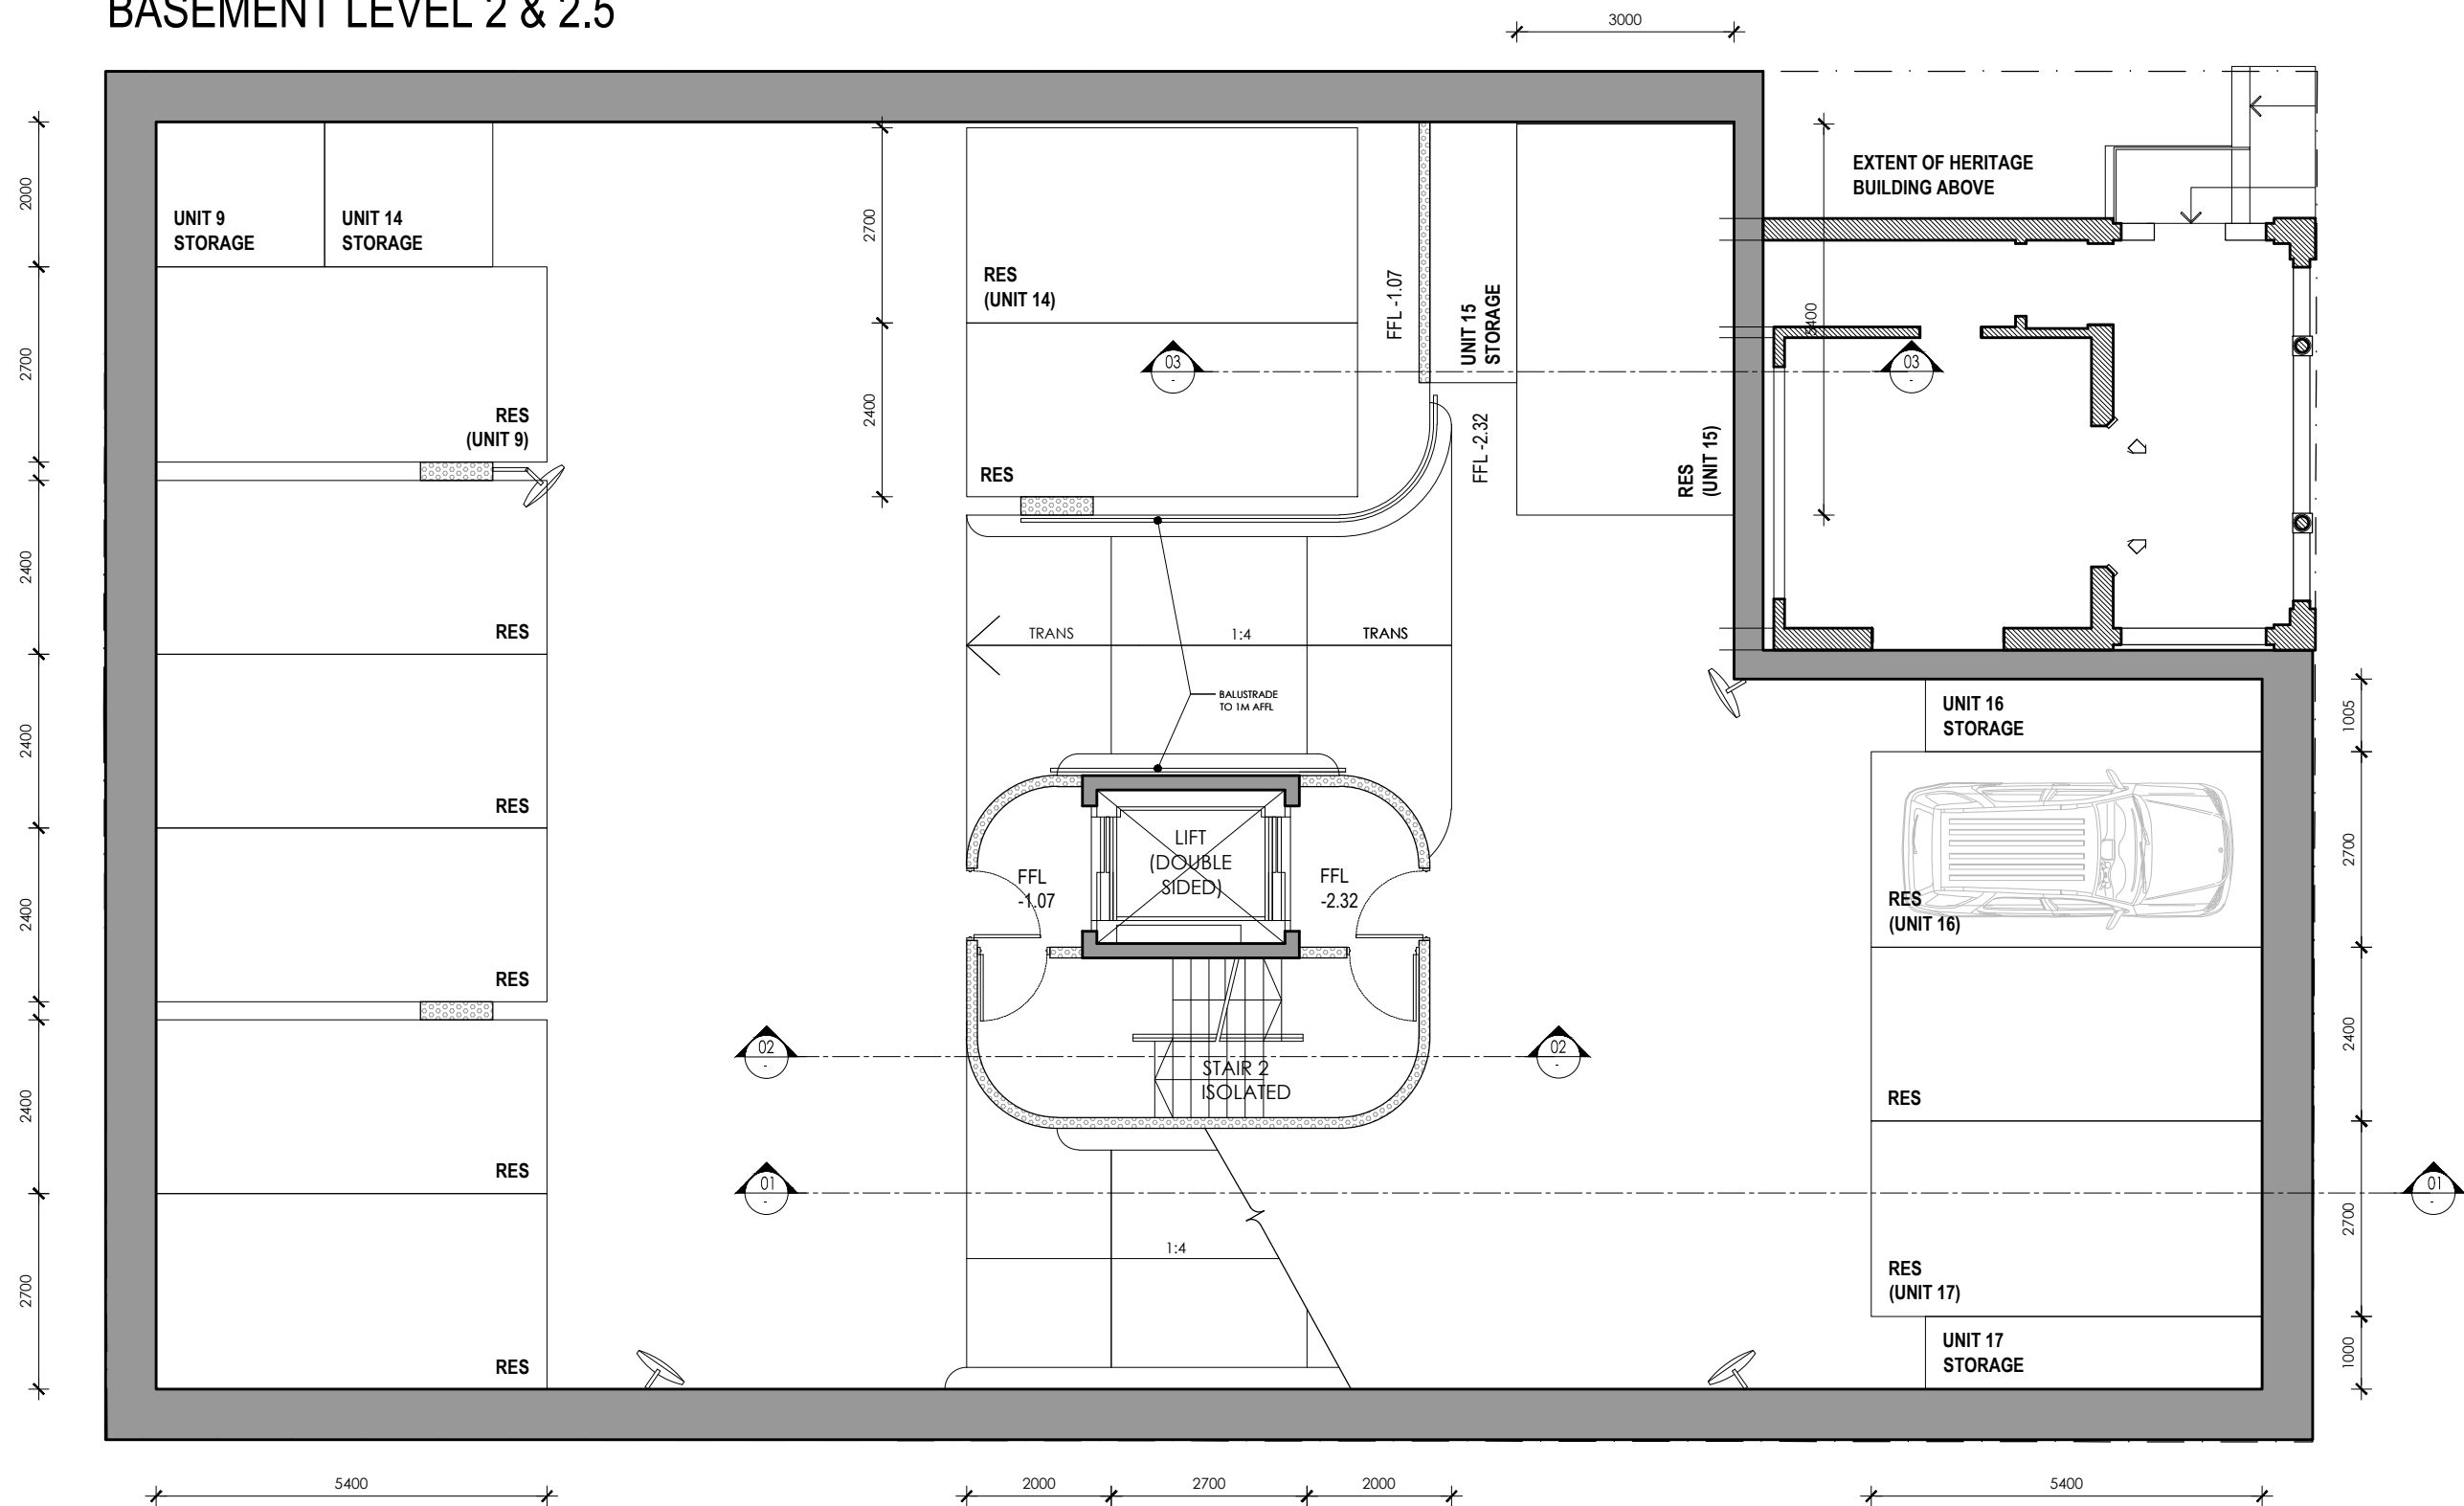 BASEMENT LEVEL 2 & 2.5
3000
2000
2700
2400
2400
2400
2400
2700
UNIT 9
STORAGE
UNIT 14
STORAGE
RES
(UNIT 9)
RES
RES
RES
RES
RES
2700
2400
RES
(UNIT 14)
03
-
RES
FFL -1.07
UNIT 15
STORAGE
FFL -2.32
RES
(UNIT 15)
5400
EXTENT OF HERITAGE
BUILDING ABOVE
03
-
TRANS
1:4
TRANS
BALUSTRADE
TO 1M AFFL
LIFT
(DOUBLE
SIDED)
FFL
-1.07
FFL
-2.32
02
-
02
-
STAIR 2
ISOLATED
01
-
01
-
1:4
UNIT 16
STORAGE
RES
(UNIT 16)
RES
RES
(UNIT 17)
UNIT 17
STORAGE
1005
2700
2400
2700
1000
5400
2000
2700
2000
5400